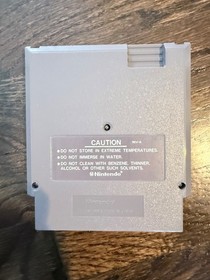 CAUTION
•DO NOT STORE IN EXTREME TEMPERATURES.
•DO NOT IMMERSE IN WATER.
•DO NOT CLEAN WITH BENZENE, THINNER,
ALCOHOL OR OTHER SUCH SOLVENTS.
Nintendo